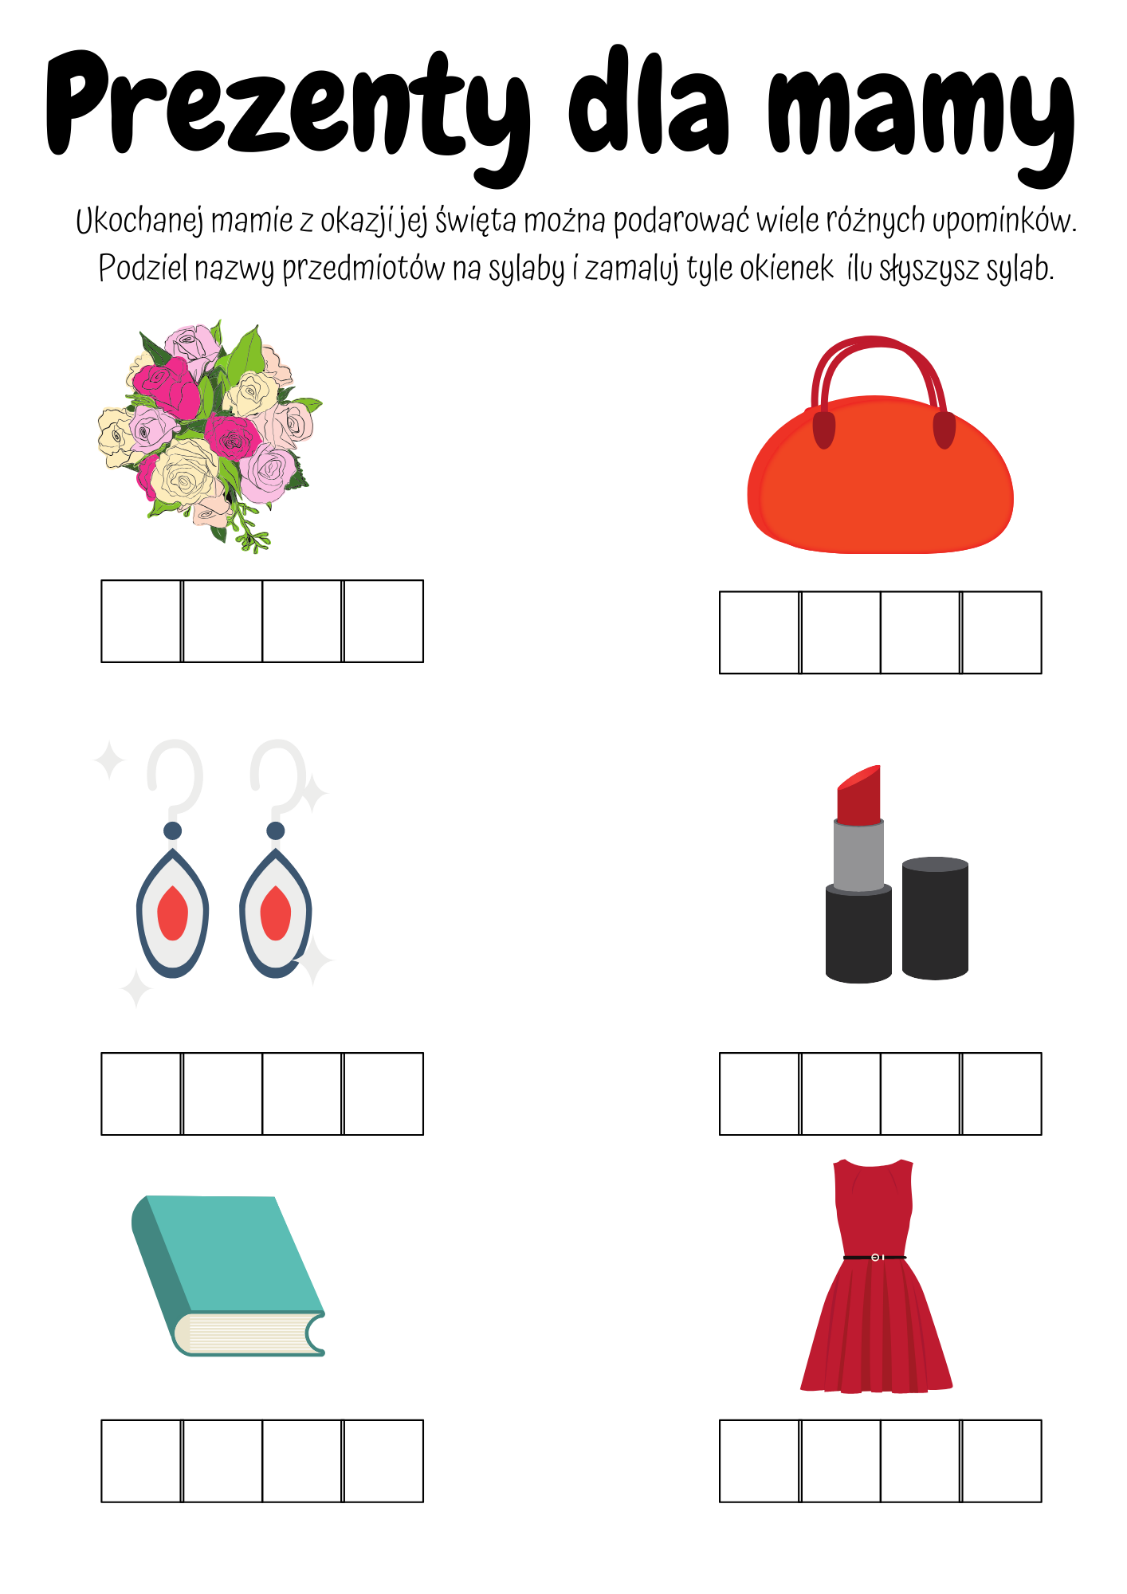 Prezenty dla mamy
Ukochanej mamie z okazji jej święta można podarować wiele różnych upominków.
Podziel nazwy przedmiotów na sylaby i zamaluj tyle okienek ilu słyszysz sylab.